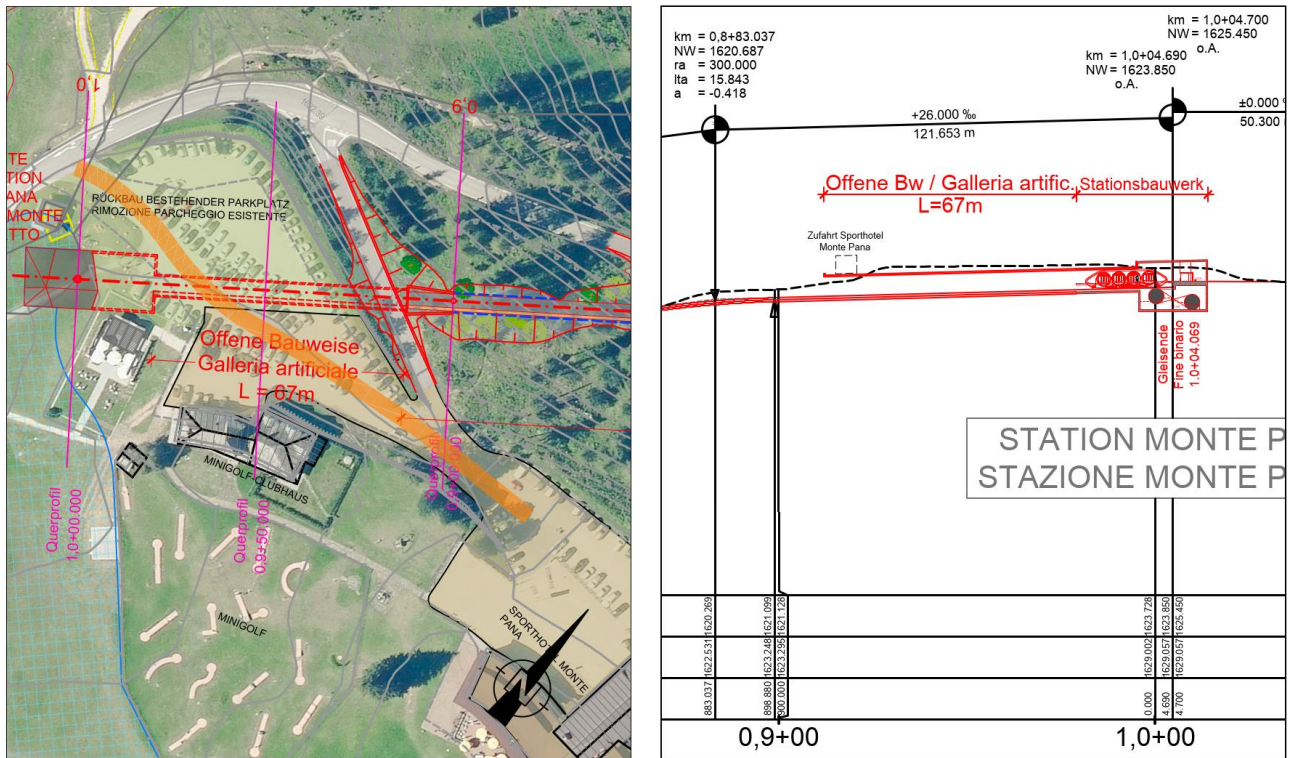 1,0
0,9
TE
TION
ANA
MONTE
TTO
RÜCKBAU BESTEHENDER PARKPLATZ
RIMOZIONE PARCHEGGIO ESISTENTE
Offene Bauweise
Galleria artificiale
L = 67m
MINIGOLF-CLUBHAUS
Querprofil
1,0+00.000
Querprofil
0,9+50.000
Querprofil
MINIGOLF
SPORTHOTEL MONTE
PANA
km = 0,8+83.037
NW = 1620.687
ra = 300.000
lta = 15.843
a = -0.418
km = 1,0+04.700
NW = 1625.450
o.A.
km = 1,0+04.690
NW = 1623.850
o.A.
+26.000 ‰
121.653 m
±0.000
50.300
Offene Bw / Galleria artific.
L=67m
Stationsbauwerk
Zufahrt Sporthotel
Monte Pana
Gleisende
Fine binario
1.0+04.069
STATION MONTE P
STAZIONE MONTE P
1620.269
1621.099
1621.128
1623.728
1623.850
1625.450
1622.531
1623.248
1623.295
1629.002
1629.057
1629.057
883.037
898.880
900.000
0.000
4.690
4.700
0,9+00
1,0+00